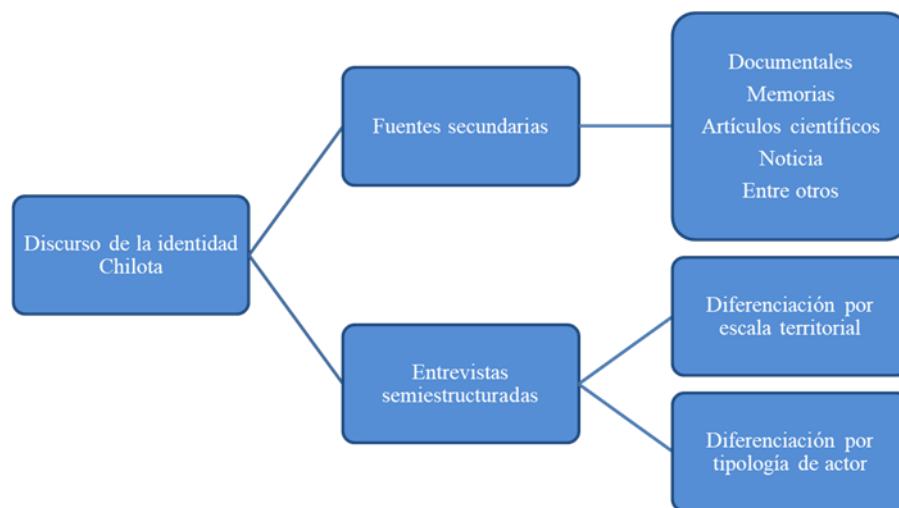 Discurso de la identidad
Chilota
Fuentes secundarias
Documentales
Memorias
Artículos científicos
Noticia
Entre otros
Entrevistas
semiestructuradas
Diferenciación por
escala territorial
Diferenciación por
tipología de actor